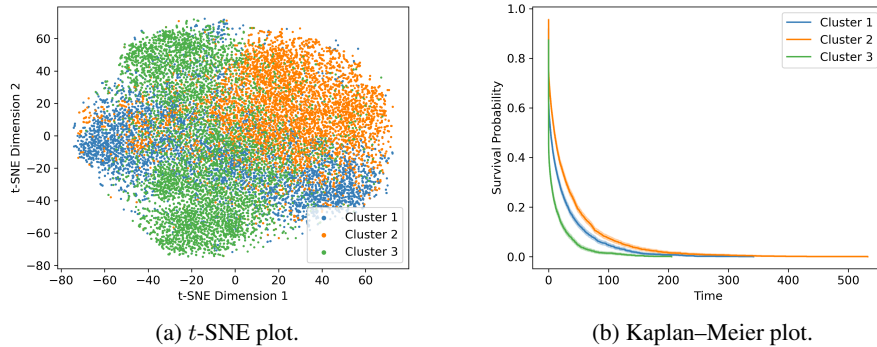 60
40
20
0
−20
−40
−60
−80
t-SNE Dimension 2
−80 −60 −40 −20 0 20 40 60
t-SNE Dimension 1
Cluster 1
Cluster 2
Cluster 3
(a) t-SNE plot.
1.0
0.8
0.6
0.4
0.2
0.0
Survival Probability
0 100 200 300 400 500
Time
Cluster 1
Cluster 2
Cluster 3
(b) Kaplan–Meier plot.